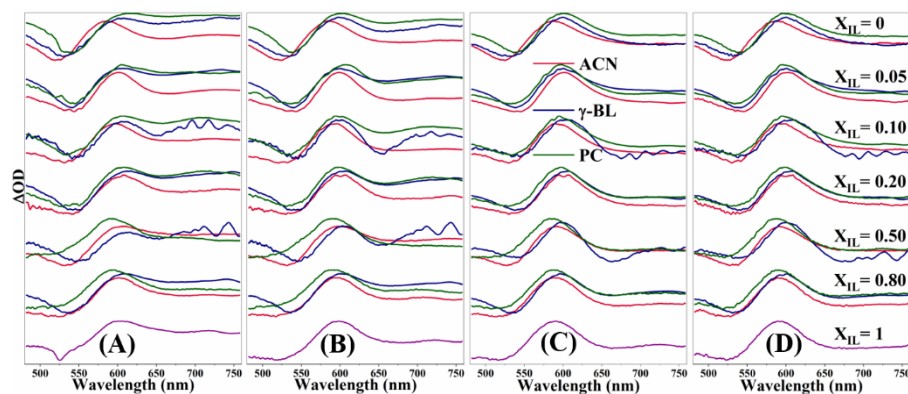 ΔOD
X_IL = 0
ACN
X_IL = 0.05
γ-BL
X_IL = 0.10
PC
X_IL = 0.20
X_IL = 0.50
X_IL = 0.80
X_IL = 1
(A) (B) (C) (D)
500 550 600 650 700 750 500 550 600 650 700 750 500 550 600 650 700 750 500 550 600 650 700 750
Wavelength (nm) Wavelength (nm) Wavelength (nm) Wavelength (nm)